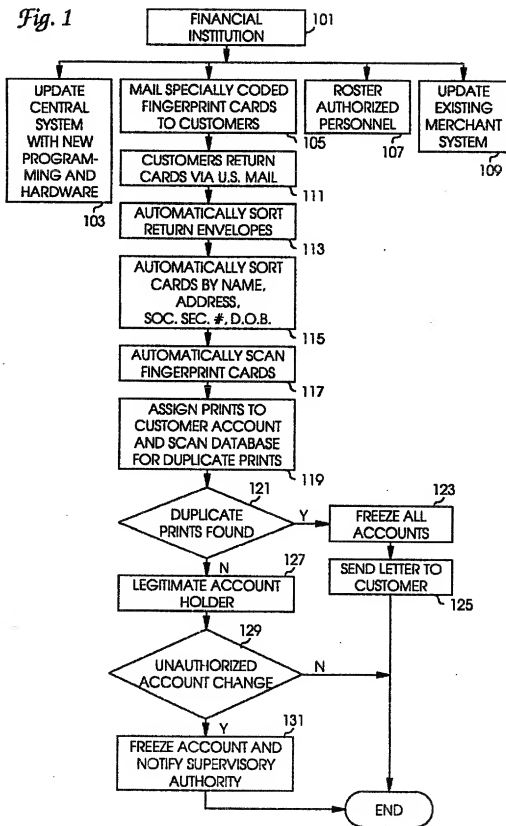 Fig. 1
FINANCIAL
INSTITUTION
101
UPDATE
CENTRAL
SYSTEM
WITH NEW
PROGRAM-
MING AND
HARDWARE
103
MAIL SPECIALLY CODED
FINGERPRINT CARDS
TO CUSTOMERS
105
ROSTER
AUTHORIZED
PERSONNEL
107
UPDATE
EXISTING
MERCHANT
SYSTEM
109
CUSTOMERS RETURN
CARDS VIA U.S. MAIL
111
AUTOMATICALLY SORT
RETURN ENVELOPES
113
AUTOMATICALLY SORT
CARDS BY NAME,
ADDRESS,
SOC. SEC. #, D.O.B.
115
AUTOMATICALLY SCAN
FINGERPRINT CARDS
117
ASSIGN PRINTS TO
CUSTOMER ACCOUNT
AND SCAN DATABASE
FOR DUPLICATE PRINTS
119
121
DUPLICATE
PRINTS FOUND
Y
N
123
FREEZE ALL
ACCOUNTS
SEND LETTER TO
CUSTOMER
125
127
LEGITIMATE ACCOUNT
HOLDER
129
UNAUTHORIZED
ACCOUNT CHANGE
N
Y
131
FREEZE ACCOUNT AND
NOTIFY SUPERVISORY
AUTHORITY
END